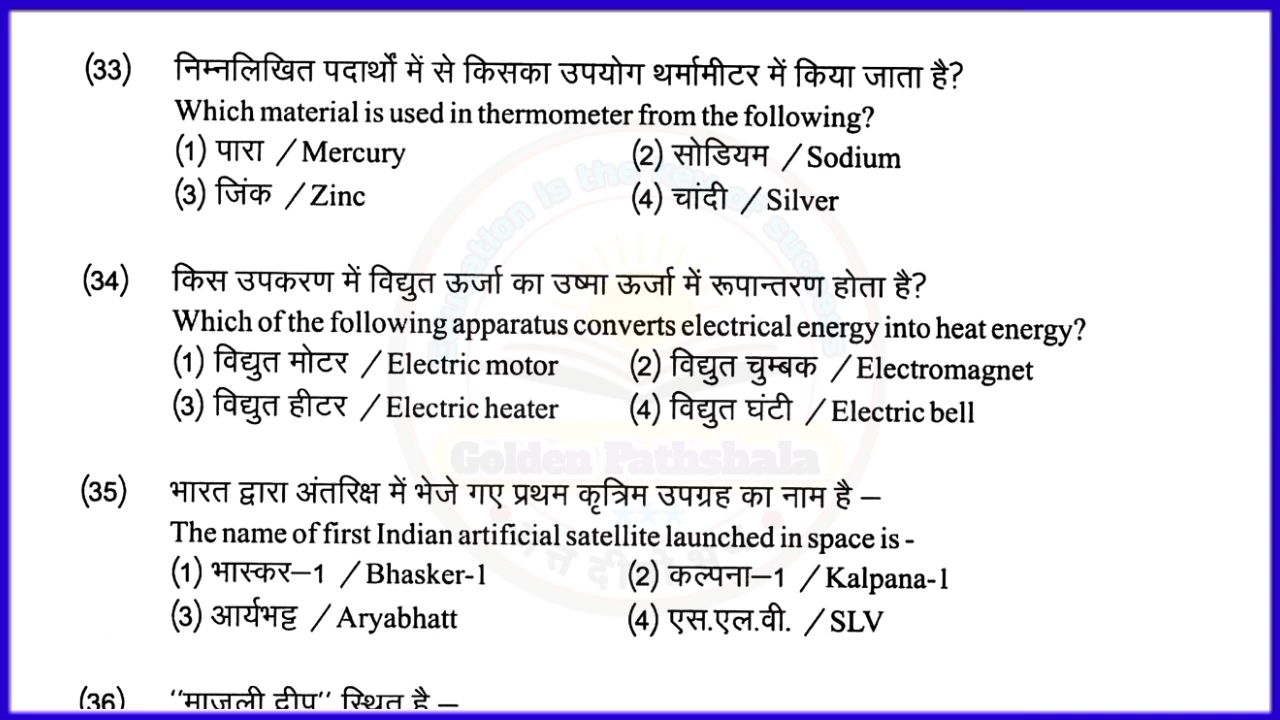 (33) निम्नलिखित पदार्थों में से किसका उपयोग थर्मामीटर में किया जाता है?
Which material is used in thermometer from the following?
(1) पारा / Mercury (2) सोडियम / Sodium
(3) जिंक / Zinc (4) चांदी / Silver
(34) किस उपकरण में विद्युत ऊर्जा का उष्मा ऊर्जा में रूपान्तरण होता है?
Which of the following apparatus converts electrical energy into heat energy?
(1) विद्युत मोटर / Electric motor (2) विद्युत चुम्बक / Electromagnet
(3) विद्युत हीटर / Electric heater (4) विद्युत घंटी / Electric bell
Golden Pathshala
(35) भारत द्वारा अंतरिक्ष में भेजे गए प्रथम कृत्रिम उपग्रह का नाम है –
The name of first Indian artificial satellite launched in space is -
(1) भास्कर–1 / Bhasker-1 (2) कल्पना–1 / Kalpana-1
(3) आर्यभट्ट / Aryabhatt (4) एस.एल.वी. / SLV
(36) "माजुली दीप" स्थित है –